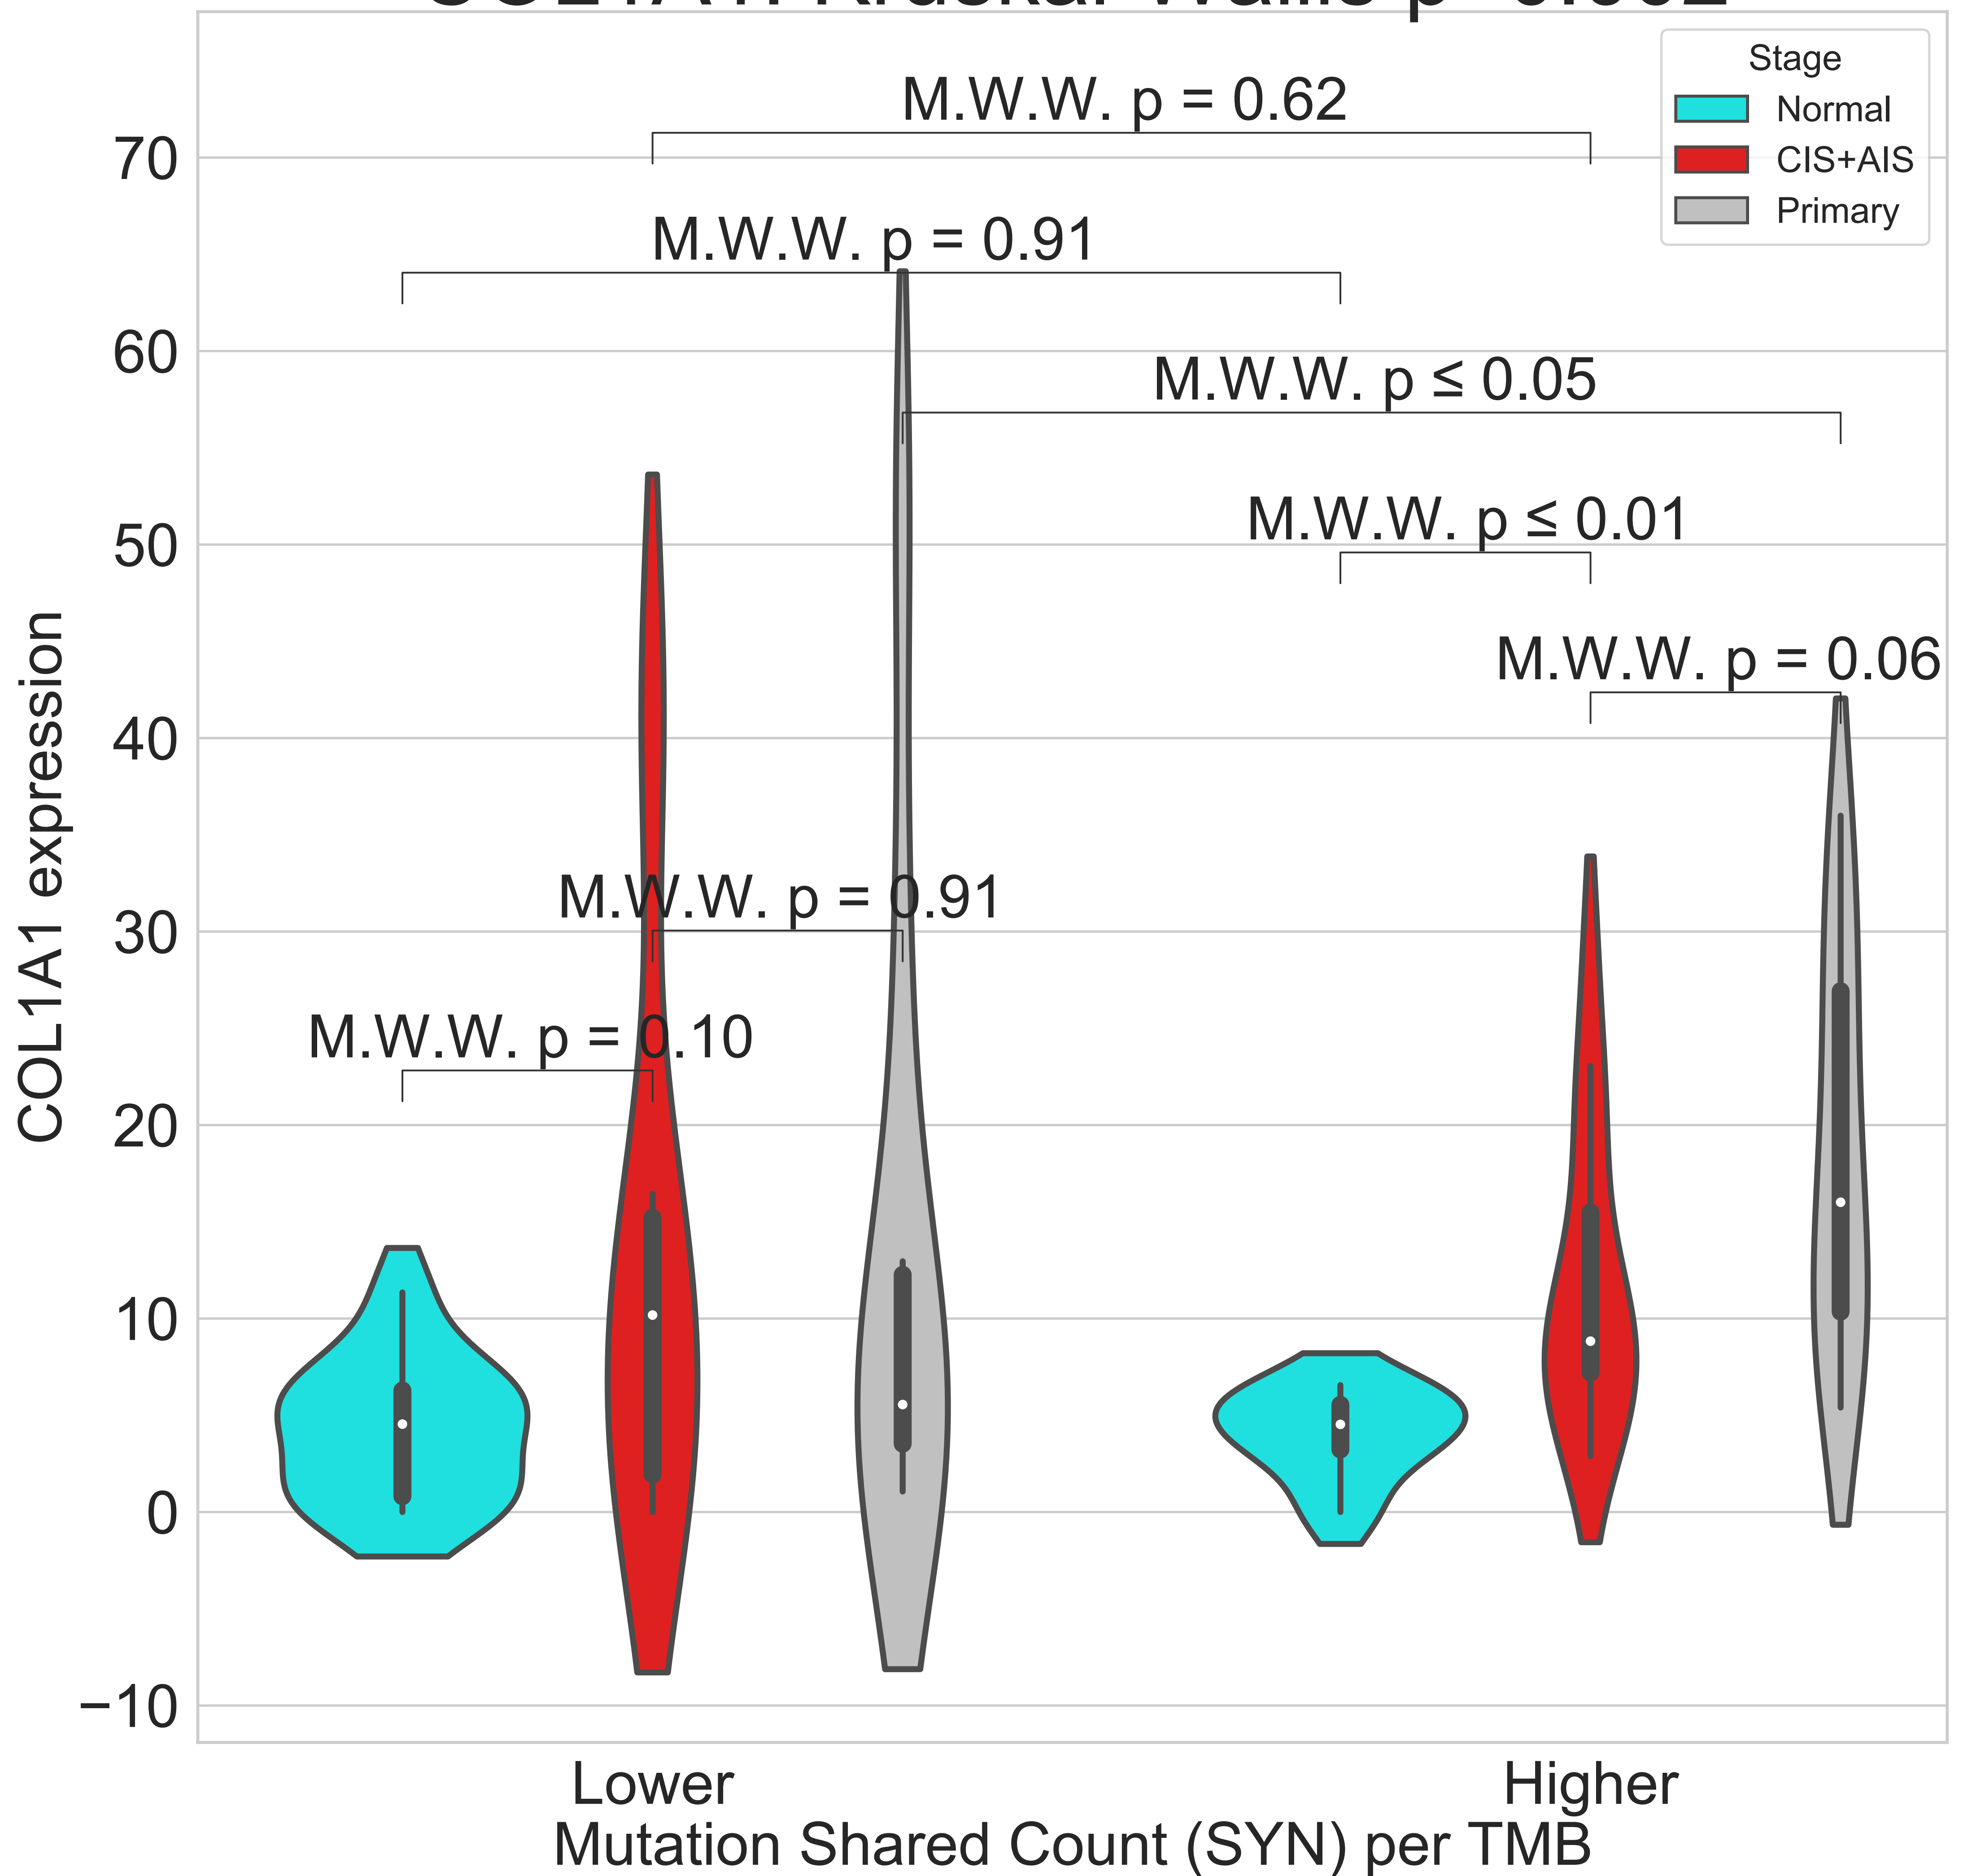 Stage
Normal
CIS+AIS
Primary
M.W.W. p = 0.62
M.W.W. p = 0.91
M.W.W. p ≤ 0.05
M.W.W. p ≤ 0.01
M.W.W. p = 0.06
M.W.W. p = 0.91
M.W.W. p = 0.10
70
60
50
40
30
20
10
0
−10
COL1A1 expression
Lower
Higher
Mutation Shared Count (SYN) per TMB